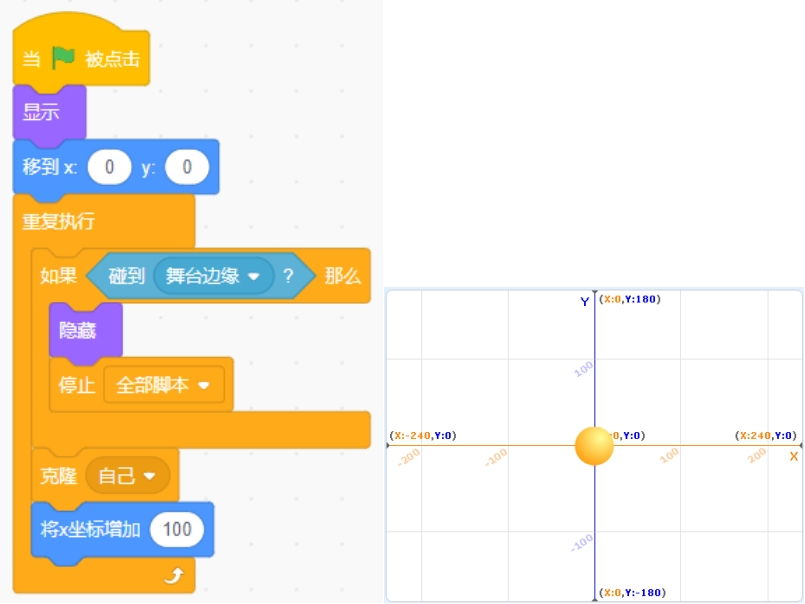 当 被点击
显示
移到 x: 0 y: 0
重复执行
如果 碰到 舞台边缘 ? 那么
隐藏
停止 全部脚本
克隆 自己
将x坐标增加 100
Y (X:0,Y:180)
100
(X:-240,Y:0) :0,Y:0) (X:240,Y:0)
-200 -100 100 200 X
-100
(X:0,Y:-180)